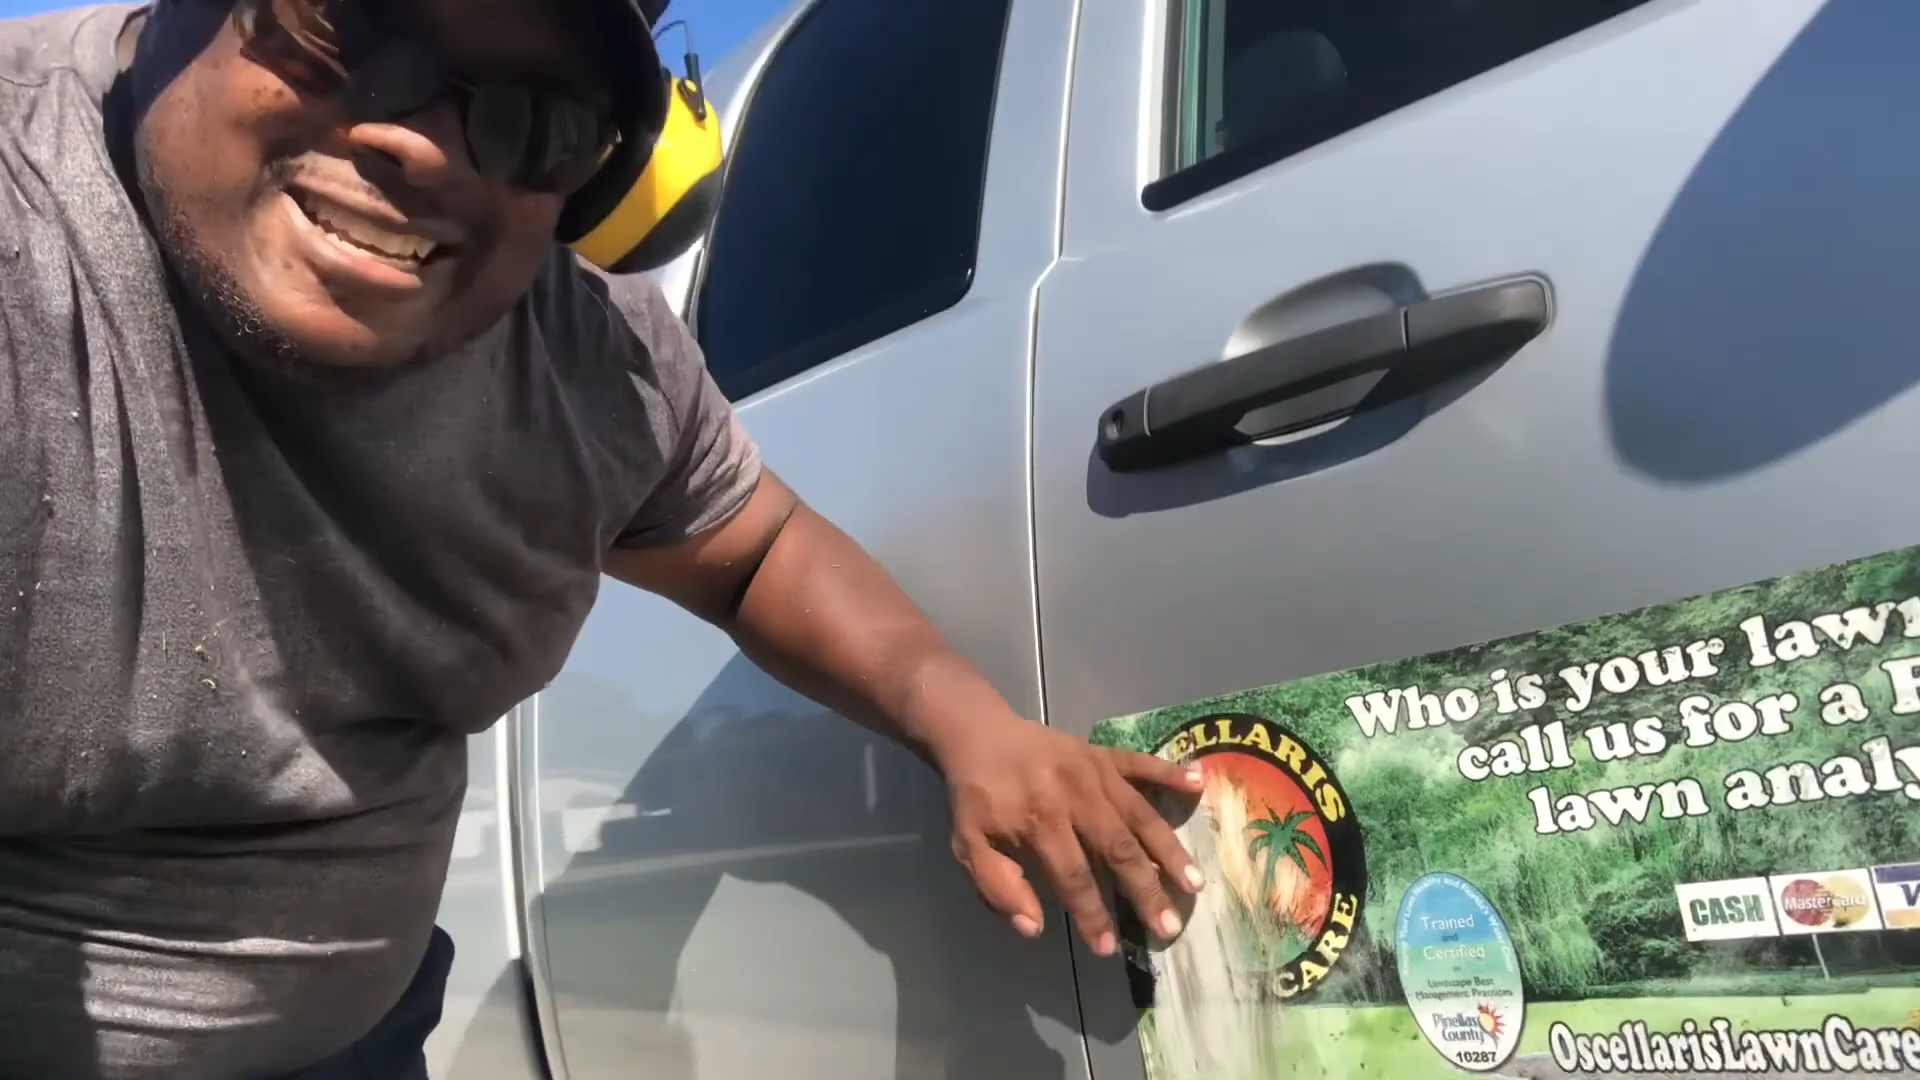 ELLARIS
CARE
Who is your lawn
call us for a
lawn analy
CASH
MasterCard
V
Trained
and
Certified
in
Landscape Best
Management Practices
Pinellas
County
10287
OscellarisLawnCare